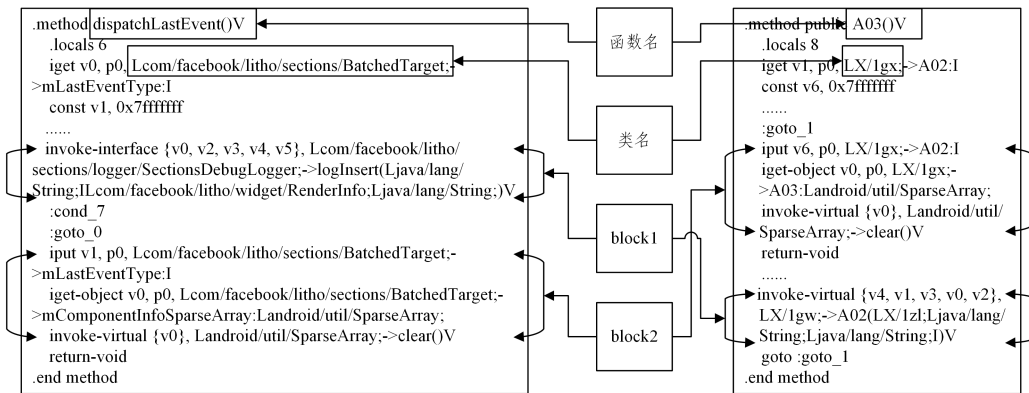 .method dispatchLastEvent()V
.locals 6
iget v0, p0, Lcom/facebook/litho/sections/BatchedTarget;-
>mLastEventType:I
const v1, 0x7fffffff
......
invoke-interface {v0, v2, v3, v4, v5}, Lcom/facebook/litho/
sections/logger/SectionsDebugLogger;->logInsert(Ljava/lang/
String;ILcom/facebook/litho/widget/RenderInfo;Ljava/lang/String;)V
:cond_7
:goto_0
iput v1, p0, Lcom/facebook/litho/sections/BatchedTarget;-
>mLastEventType:I
iget-object v0, p0, Lcom/facebook/litho/sections/BatchedTarget;-
>mComponentInfoSparseArray:Landroid/util/SparseArray;
invoke-virtual {v0}, Landroid/util/SparseArray;->clear()V
return-void
.end method
函数名
类名
block1
block2
.method public A03()V
.locals 8
iget v1, p0, LX/1gx;->A02:I
const v6, 0x7fffffff
......
:goto_1
iput v6, p0, LX/1gx;->A02:I
iget-object v0, p0, LX/1gx;-
>A03:Landroid/util/SparseArray;
invoke-virtual {v0}, Landroid/util/
SparseArray;->clear()V
return-void
......
invoke-virtual {v4, v1, v3, v0, v2},
LX/1gw;->A02(LX/1zl;Ljava/lang/
String;Ljava/lang/String;I)V
goto :goto_1
.end method